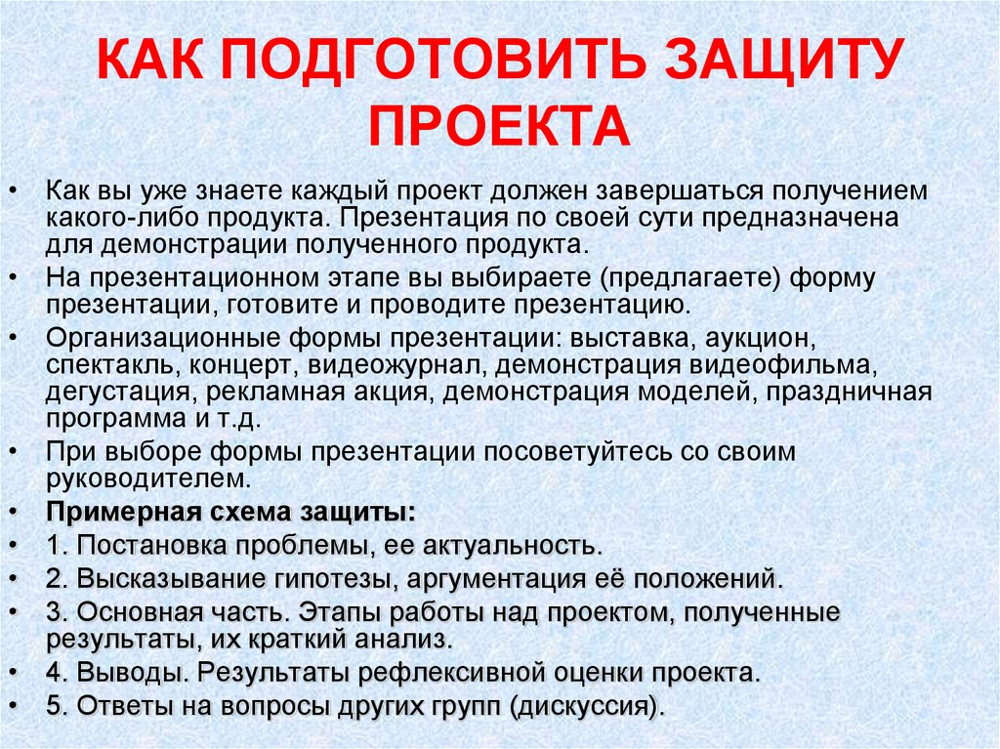 КАК ПОДГОТОВИТЬ ЗАЩИТУ
ПРОЕКТА
• Как вы уже знаете каждый проект должен завершаться получением
какого-либо продукта. Презентация по своей сути предназначена
для демонстрации полученного продукта.
• На презентационном этапе вы выбираете (предлагаете) форму
презентации, готовите и проводите презентацию.
• Организационные формы презентации: выставка, аукцион,
спектакль, концерт, видеожурнал, демонстрация видеофильма,
дегустация, рекламная акция, демонстрация моделей, праздничная
программа и т.д.
• При выборе формы презентации посоветуйтесь со своим
руководителем.
• Примерная схема защиты:
• 1. Постановка проблемы, ее актуальность.
• 2. Высказывание гипотезы, аргументация её положений.
• 3. Основная часть. Этапы работы над проектом, полученные
результаты, их краткий анализ.
• 4. Выводы. Результаты рефлексивной оценки проекта.
• 5. Ответы на вопросы других групп (дискуссия).